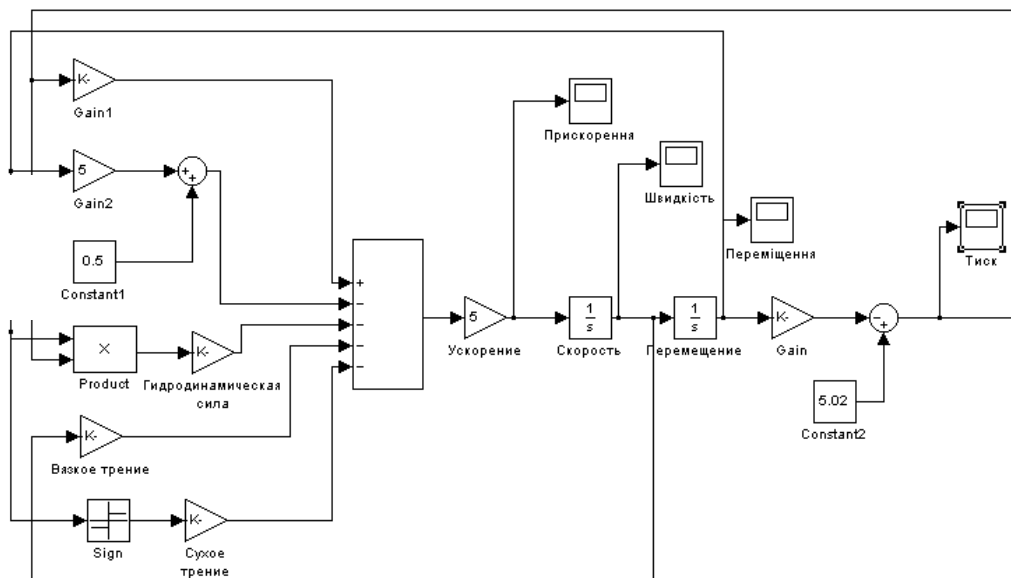 K-
Gain1
Прискорення
5
Gain2
Швидкість
0.5
Constant1
Переміщення
Тиск
5
Ускорение
1
s
Скорость
1
s
Перемещение
K-
Gain
5.02
Constant2
×
Product
K-
Гидродинамическая
сила
K-
Вязкое трение
Sign
K-
Сухое
трение